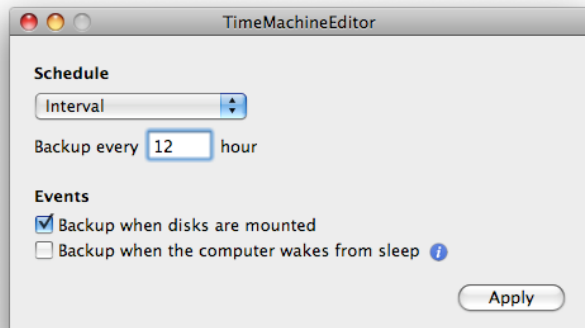 TimeMachineEditor
Schedule
Interval
Backup every 12 hour
Events
Backup when disks are mounted
Backup when the computer wakes from sleep i
Apply